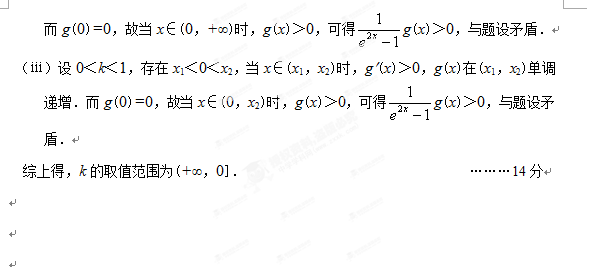 而 g(0)=0，故当 x∈(0，+∞)时，g(x)＞0，可得\frac{1}{e^{2x}-1}g(x)＞0，与题设矛盾．
（iii）设 0＜k＜1，存在 x₁＜0＜x₂，当 x∈(x₁，x₂)时，g′(x)＞0，g(x)在(x₁，x₂)单调
递增．而 g(0)=0，故当 x∈(0，x₂)时，g(x)＞0，可得\frac{1}{e^{2x}-1}g(x)＞0，与题设矛
盾．
综上得，k 的取值范围为(+∞，0]． ………14 分